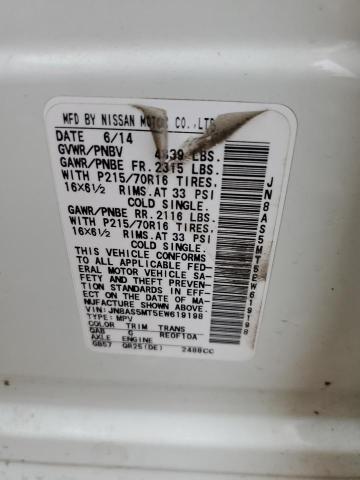 MFD BY NISSAN MOTOR CO.,LTD
DATE 6/14
GVWR/PNBV 4639 LBS.
GAWR/PNBE FR. 2315 LBS.
WITH P215/70R16 TIRES,
16X6½ RIMS.AT 33 PSI
COLD SINGLE.
GAWR/PNBE RR. 2116 LBS.
WITH P215/70R16 TIRES,
16X6½ RIMS.AT 33 PSI
COLD SINGLE.
THIS VEHICLE CONFORMS
TO ALL APPLICABLE FED-
ERAL MOTOR VEHICLE SA-
FETY AND THEFT PREVENTION
STANDARDS IN EFF-
ECT ON THE DATE OF MA-
NUFACTURE SHOWN ABOVE.
VIN: JN8AS5MT5EW619198
TYPE: MPV
COLOR TRIM TRANS
QAB G RE0F10A
AXLE ENGINE
GB57 QR25(DE) 2488CC
JN8AS5MT5EW619198